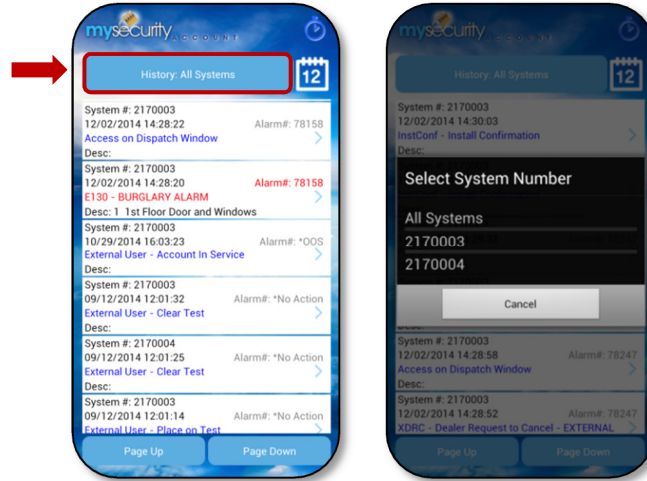 mysecurity ACCOUNT
History: All Systems
12
System #: 2170003
12/02/2014 14:28:22 Alarm#: 78158
Access on Dispatch Window
Desc:
System #: 2170003
12/02/2014 14:28:20 Alarm#: 78158
E130 - BURGLARY ALARM
Desc: 1 1st Floor Door and Windows
System #: 2170003
10/29/2014 16:03:23 Alarm#: *OOS
External User - Account In Service
Desc:
System #: 2170003
09/12/2014 12:01:32 Alarm#: *No Action
External User - Clear Test
Desc:
System #: 2170004
09/12/2014 12:01:25 Alarm#: *No Action
External User - Clear Test
Desc:
System #: 2170003
09/12/2014 12:01:14 Alarm#: *No Action
External User - Place on Test
Page Up Page Down
mysecurity ACCOUNT
History: All Systems
12
System #: 2170003
12/02/2014 14:30:03
InstConf - Install Confirmation
Desc:
Select System Number
All Systems
2170003
2170004
Cancel
Desc:
System #: 2170003
12/02/2014 14:28:58 Alarm#: 78247
Access on Dispatch Window
Desc:
System #: 2170003
12/02/2014 14:28:52 Alarm#: 78247
XDRC - Dealer Request to Cancel - EXTERNAL
Page Up Page Down